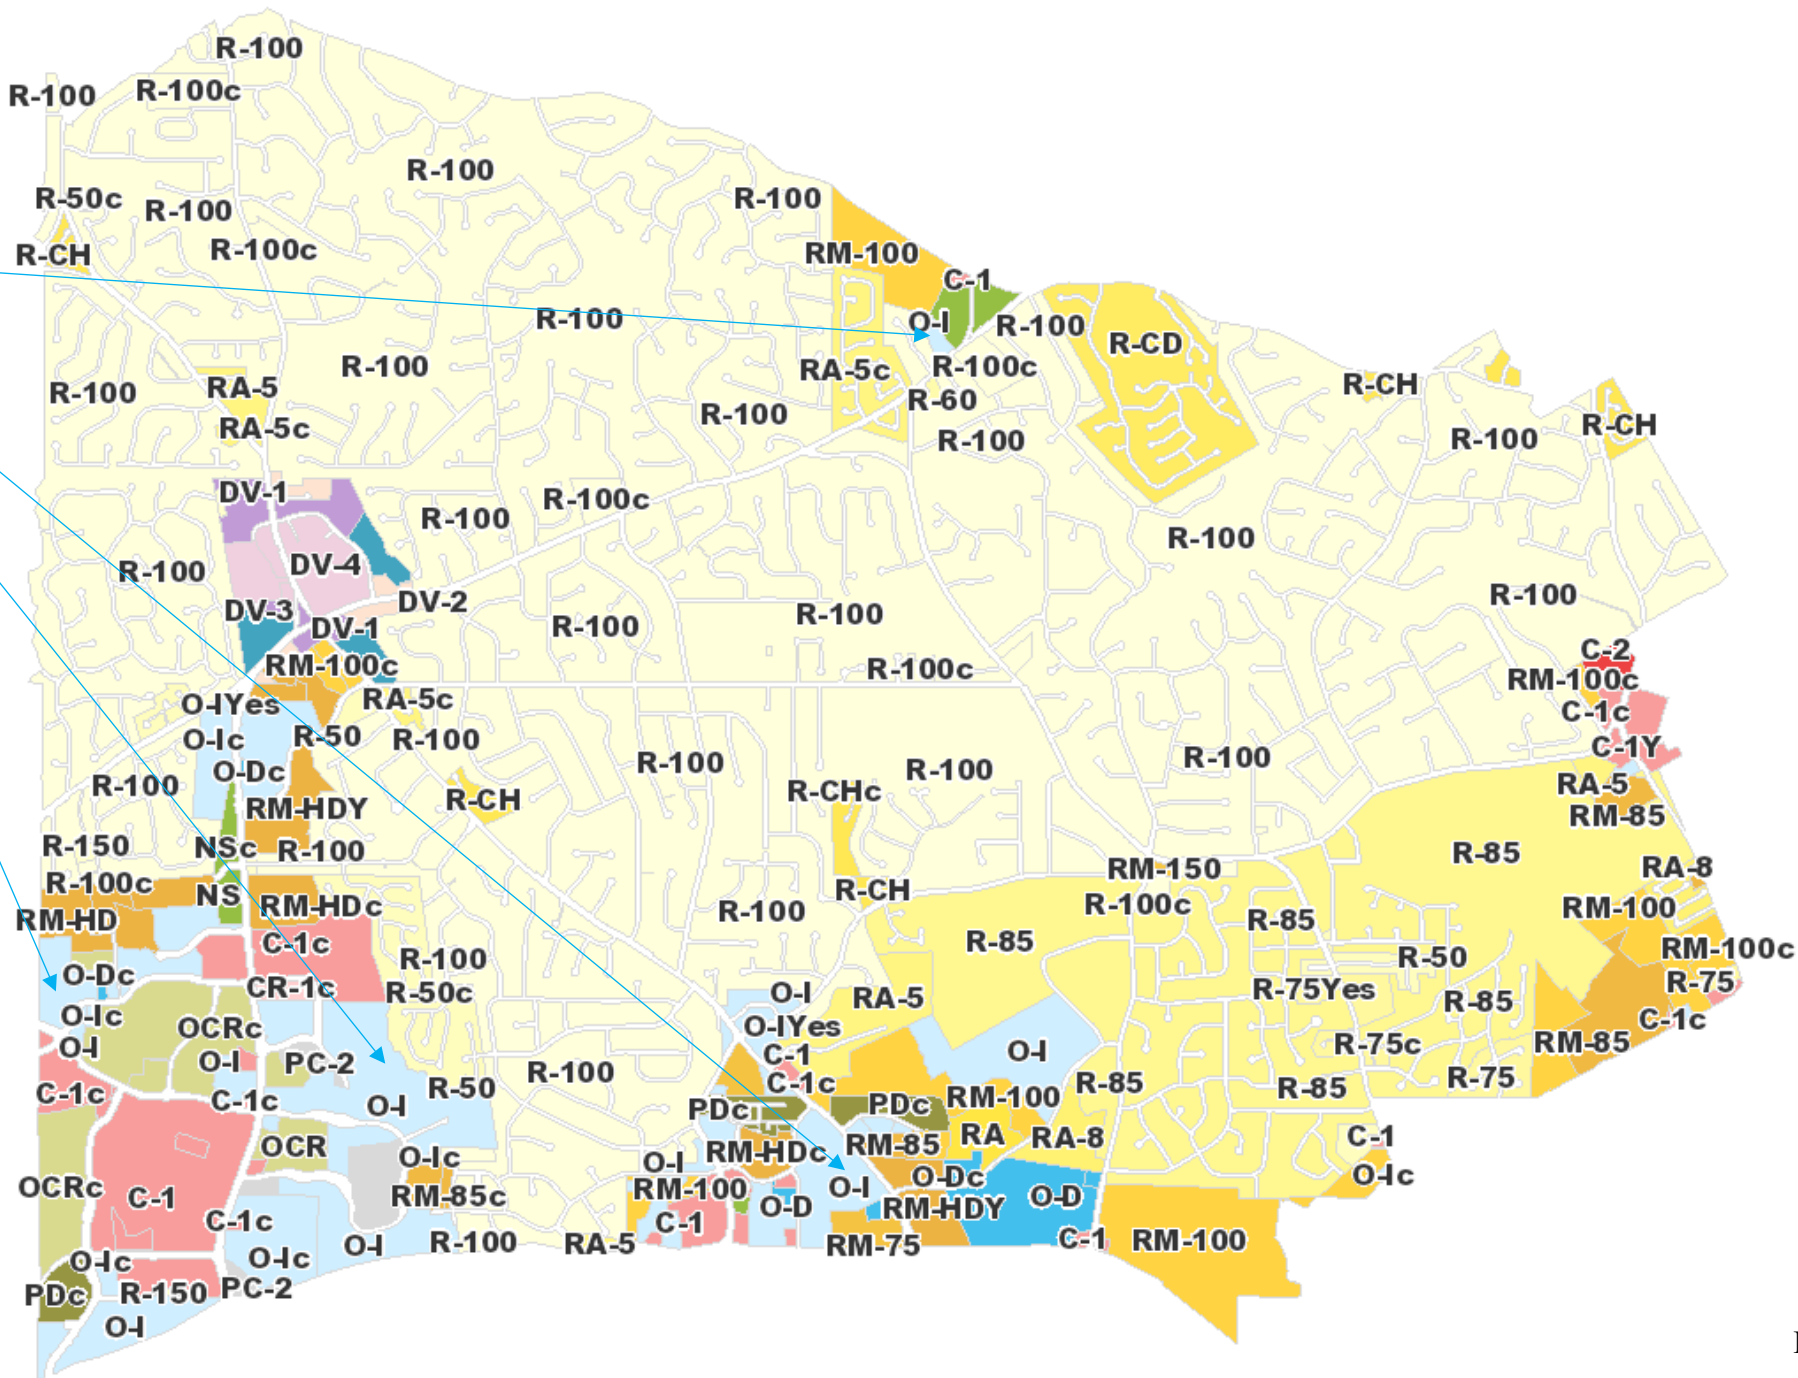 R-100
R-100
R-100c
R-100
R-50c
R-100
R-100
R-100c
R-CH
RM-100
C-1
R-100
O-I
R-100
R-CD
R-100
R-100c
RA-5c
R-CH
R-100
RA-5
R-60
R-100
R-CH
RA-5c
R-100
R-100
DV-1
R-100c
R-100
R-100
R-100
DV-4
R-100
DV-2
R-100
DV-3
DV-1
R-100
R-100
C-2
RM-100c
R-100c
RM-100c
O-IYes
RA-5c
C-1c
O-Ic
R-50
R-100
C-1Y
O-Dc
R-100
R-100
R-100
R-100
R-CHc
RA-5
RM-HDY
R-CH
RM-85
R-150
NSc
R-100
R-85
RM-150
RA-8
R-100c
NS
R-CH
RM-HDc
R-100
R-100c
R-85
RM-100
RM-HD
C-1c
R-85
RM-100c
O-Dc
R-100
R-50
CR-1c
R-50c
O-I
RA-5
R-75Yes
R-85
R-75
O-Ic
OCRc
O-IYes
C-1c
O-I
O-I
PC-2
C-1
O-I
R-75c
RM-85
C-1c
R-50
R-100
C-1c
R-85
R-85
R-75
C-1c
O-I
PDc
PDc
RM-100
OCR
O-Ic
RM-HDc
RM-85
RA
RA-8
C-1
OCRc
C-1
RM-85c
O-I
RM-100
O-I
O-Dc
O-Ic
C-1c
C-1
O-D
RM-HDY
O-D
O-Ic
O-Ic
O-I
R-100
RA-5
RM-75
C-1
RM-100
PDc
R-150
PC-2
O-I